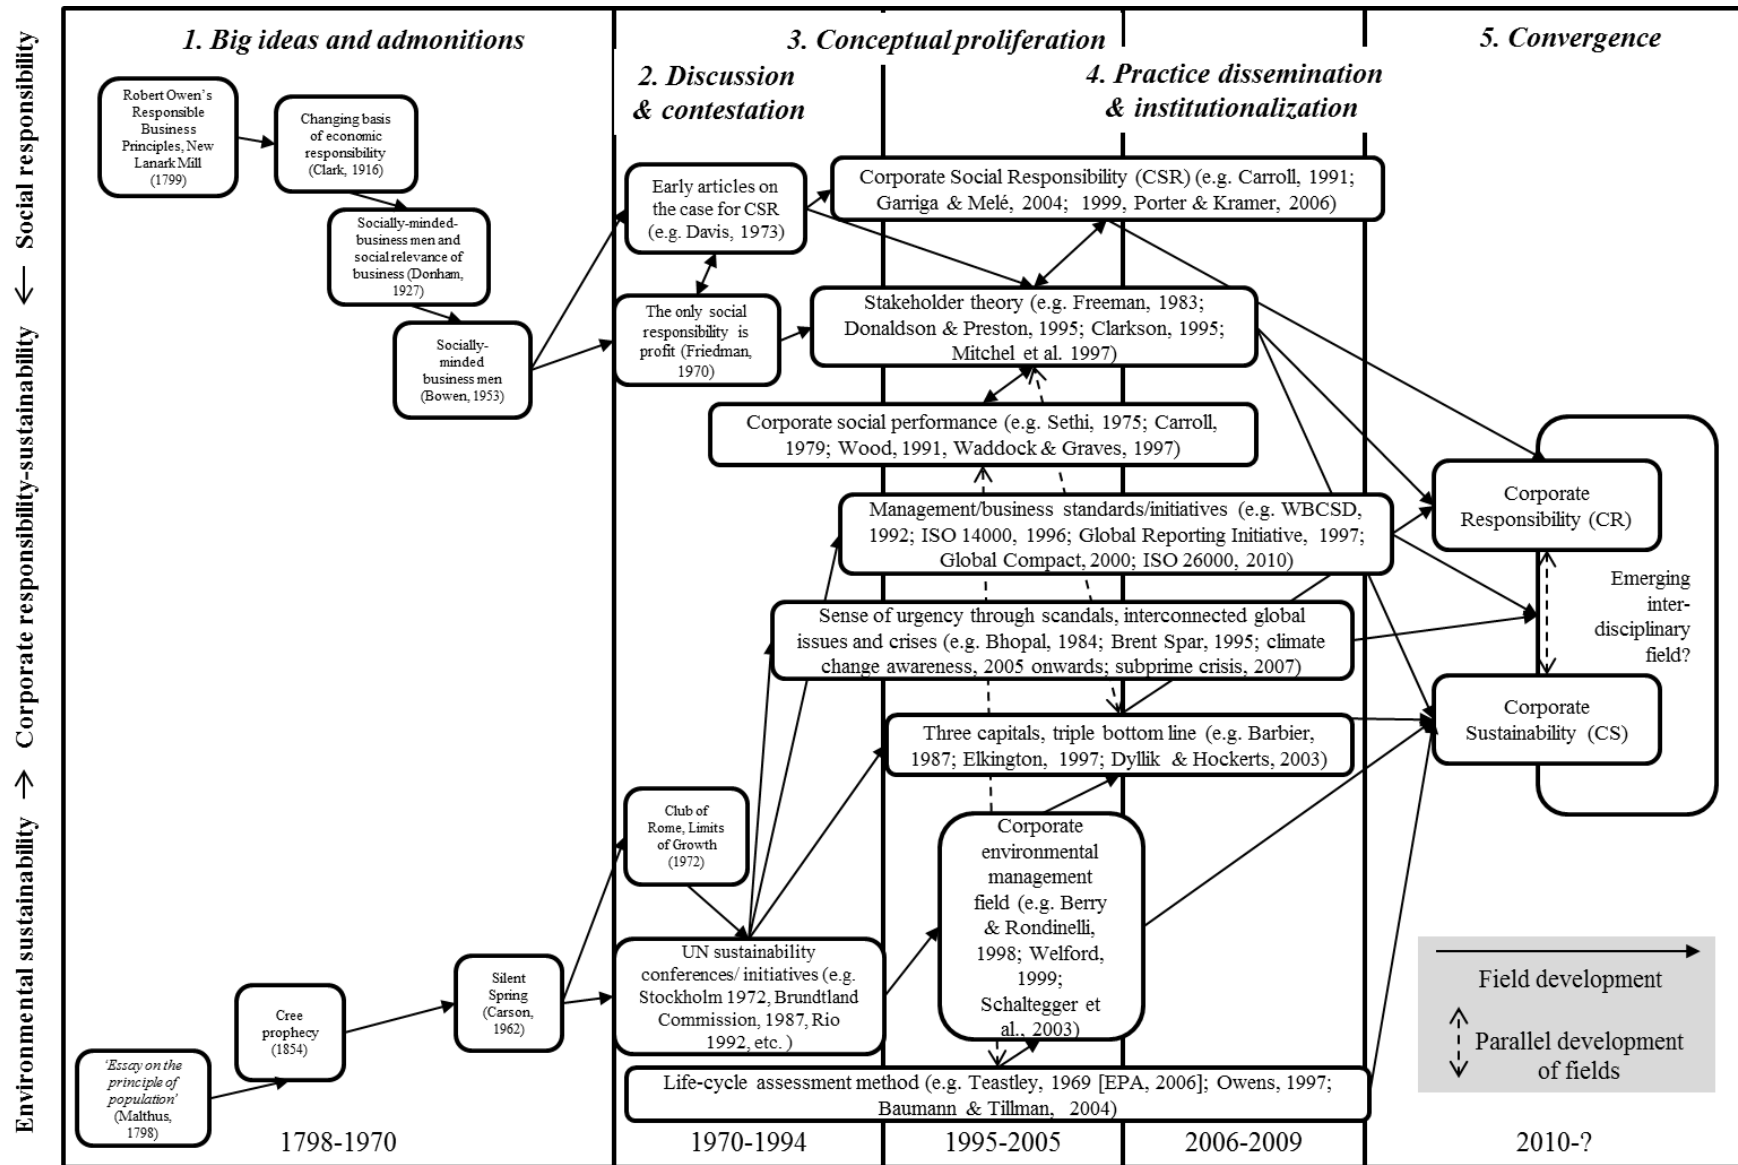 1. Big ideas and admonitions
3. Conceptual proliferation
5. Convergence
2. Discussion
& contestation
4. Practice dissemination
& institutionalization
Social responsibility
Corporate responsibility-sustainability
Environmental sustainability
Robert Owen's
Responsible
Business
Principles, New
Lanark Mill
(1799)
Changing basis
of economic
responsibility
(Clark, 1916)
Socially-minded-
business men and
social relevance of
business (Donham,
1927)
Socially-
minded
business men
(Bowen, 1953)
Early articles on
the case for CSR
(e.g. Davis, 1973)
The only social
responsibility is
profit (Friedman,
1970)
Corporate Social Responsibility (CSR) (e.g. Carroll, 1991;
Garriga & Melé, 2004; 1999, Porter & Kramer, 2006)
Stakeholder theory (e.g. Freeman, 1983;
Donaldson & Preston, 1995; Clarkson, 1995;
Mitchel et al. 1997)
Corporate social performance (e.g. Sethi, 1975; Carroll,
1979; Wood, 1991, Waddock & Graves, 1997)
Management/business standards/initiatives (e.g. WBCSD,
1992; ISO 14000, 1996; Global Reporting Initiative, 1997;
Global Compact, 2000; ISO 26000, 2010)
Sense of urgency through scandals, interconnected global
issues and crises (e.g. Bhopal, 1984; Brent Spar, 1995; climate
change awareness, 2005 onwards; subprime crisis, 2007)
Three capitals, triple bottom line (e.g. Barbier,
1987; Elkington, 1997; Dyllik & Hockerts, 2003)
Corporate
Responsibility (CR)
Emerging
inter-
disciplinary
field?
Corporate
Sustainability (CS)
Club of
Rome, Limits
of Growth
(1972)
Corporate
environmental
management
field (e.g. Berry
& Rondinelli,
1998; Welford,
1999;
Schaltegger et
al., 2003)
UN sustainability
conferences/ initiatives (e.g.
Stockholm 1972, Brundtland
Commission, 1987, Rio
1992, etc. )
Silent
Spring
(Carson,
1962)
Cree
prophecy
(1854)
'Essay on the
principle of
population'
(Malthus,
1798)
Life-cycle assessment method (e.g. Teastley, 1969 [EPA, 2006]; Owens, 1997;
Baumann & Tillman, 2004)
Field development
Parallel development
of fields
1798-1970
1970-1994
1995-2005
2006-2009
2010-?